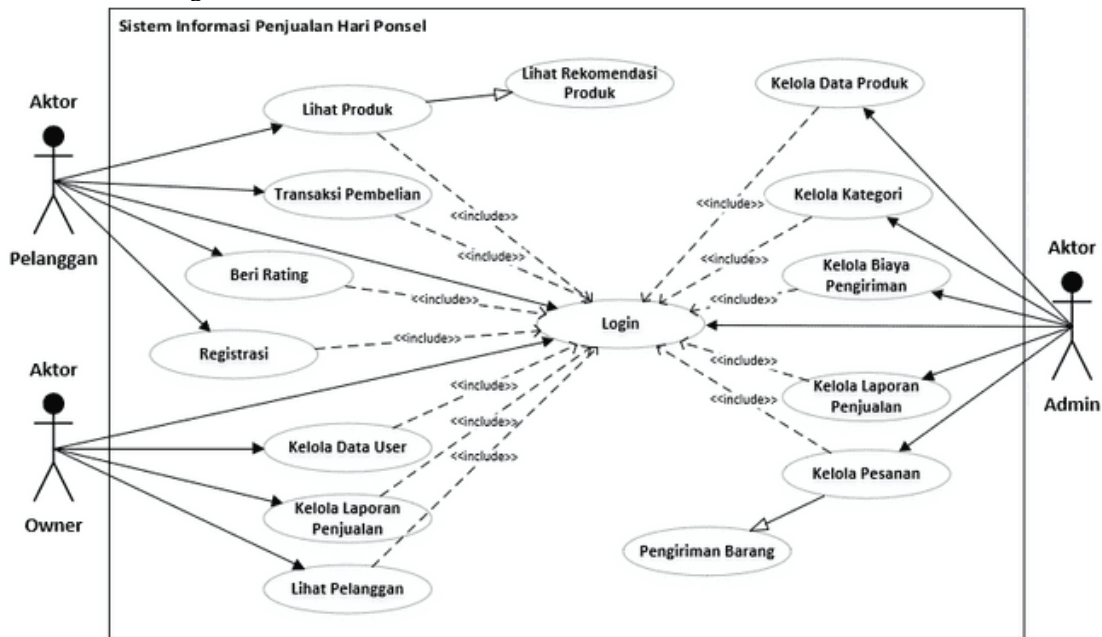 Sistem Informasi Penjualan Hari Ponsel
Aktor
Pelanggan
Lihat Produk
Lihat Rekomendasi
Produk
Transaksi Pembelian
Beri Rating
Registrasi
<<include>>
<<include>>
<<include>>
<<include>>
Login
Aktor
Owner
Kelola Data User
Kelola Laporan
Penjualan
Lihat Pelanggan
<<include>>
<<include>>
<<include>>
Kelola Data Produk
Kelola Kategori
Kelola Biaya
Pengiriman
Kelola Laporan
Penjualan
Kelola Pesanan
Pengiriman Barang
<<include>>
<<include>>
<<include>>
<<include>>
<<include>>
Aktor
Admin